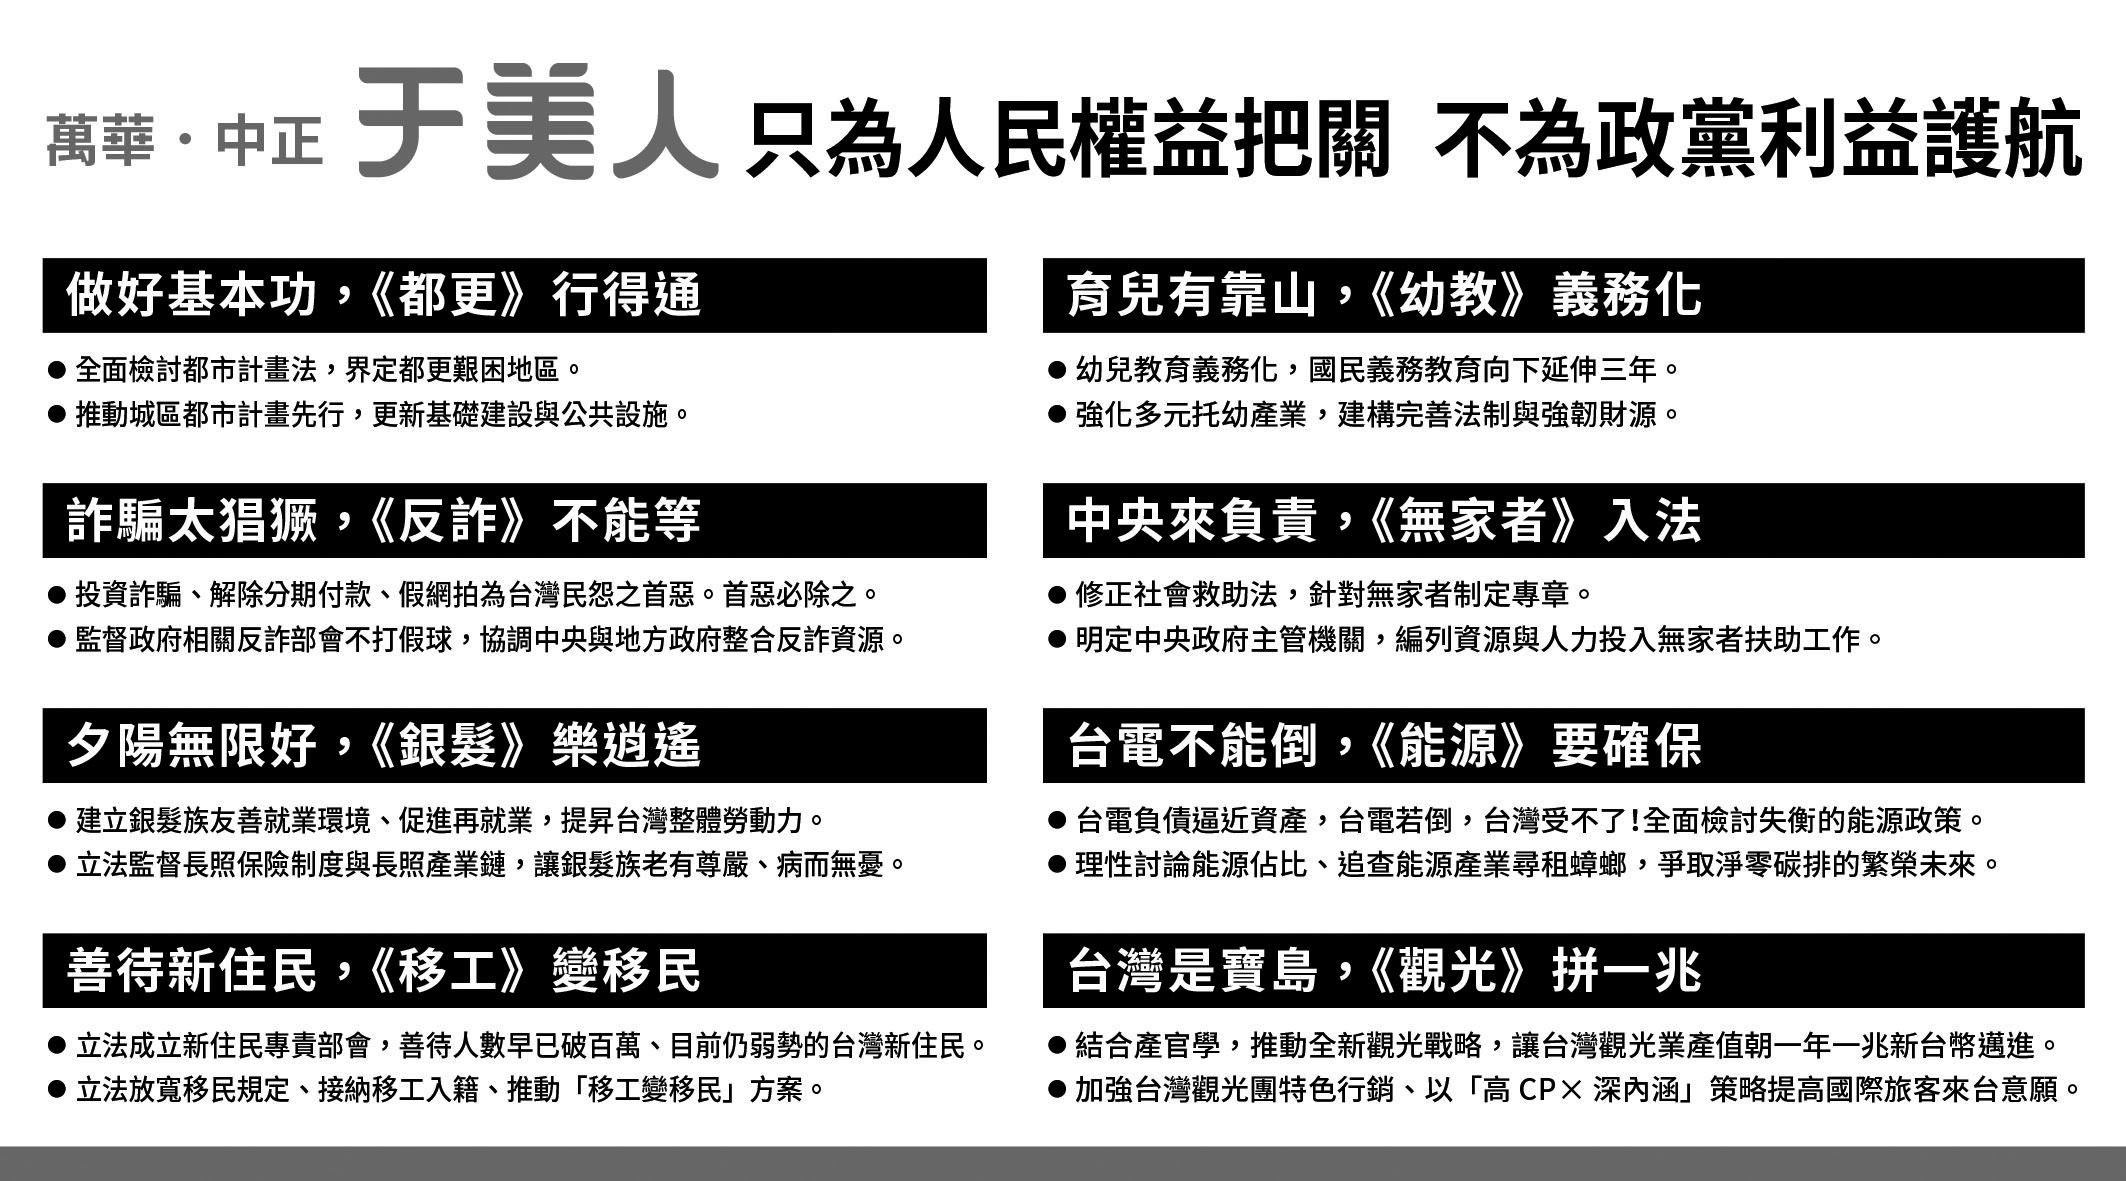 萬華・中正 于美人 只為人民權益把關 不為政黨利益護航
做好基本功，《都更》行得通
● 全面檢討都市計畫法，界定都更艱困地區。
● 推動城區都市計畫先行，更新基礎建設與公共設施。
詐騙太猖獗，《反詐》不能等
● 投資詐騙、解除分期付款、假網拍為台灣民怨之首惡。首惡必除之。
● 監督政府相關反詐部會不打假球，協調中央與地方政府整合反詐資源。
夕陽無限好，《銀髮》樂逍遙
● 建立銀髮族友善就業環境、促進再就業，提昇台灣整體勞動力。
● 立法監督長照保險制度與長照產業鏈，讓銀髮族老有尊嚴、病而無憂。
善待新住民，《移工》變移民
● 立法成立新住民專責部會，善待人數早已破百萬、目前仍弱勢的台灣新住民。
● 立法放寬移民規定、接納移工入籍、推動「移工變移民」方案。
育兒有靠山，《幼教》義務化
● 幼兒教育義務化，國民義務教育向下延伸三年。
● 強化多元托幼產業，建構完善法制與強韌財源。
中央來負責，《無家者》入法
● 修正社會救助法，針對無家者制定專章。
● 明定中央政府主管機關，編列資源與人力投入無家者扶助工作。
台電不能倒，《能源》要確保
● 台電負債逼近資產，台電若倒，台灣受不了！全面檢討失衡的能源政策。
● 理性討論能源佔比、追查能源產業尋租蟑螂，爭取淨零碳排的繁榮未來。
台灣是寶島，《觀光》拼一兆
● 結合產官學，推動全新觀光戰略，讓台灣觀光業產值朝一年一兆新台幣邁進。
● 加強台灣觀光團特色行銷、以「高 CP× 深內涵」策略提高國際旅客來台意願。